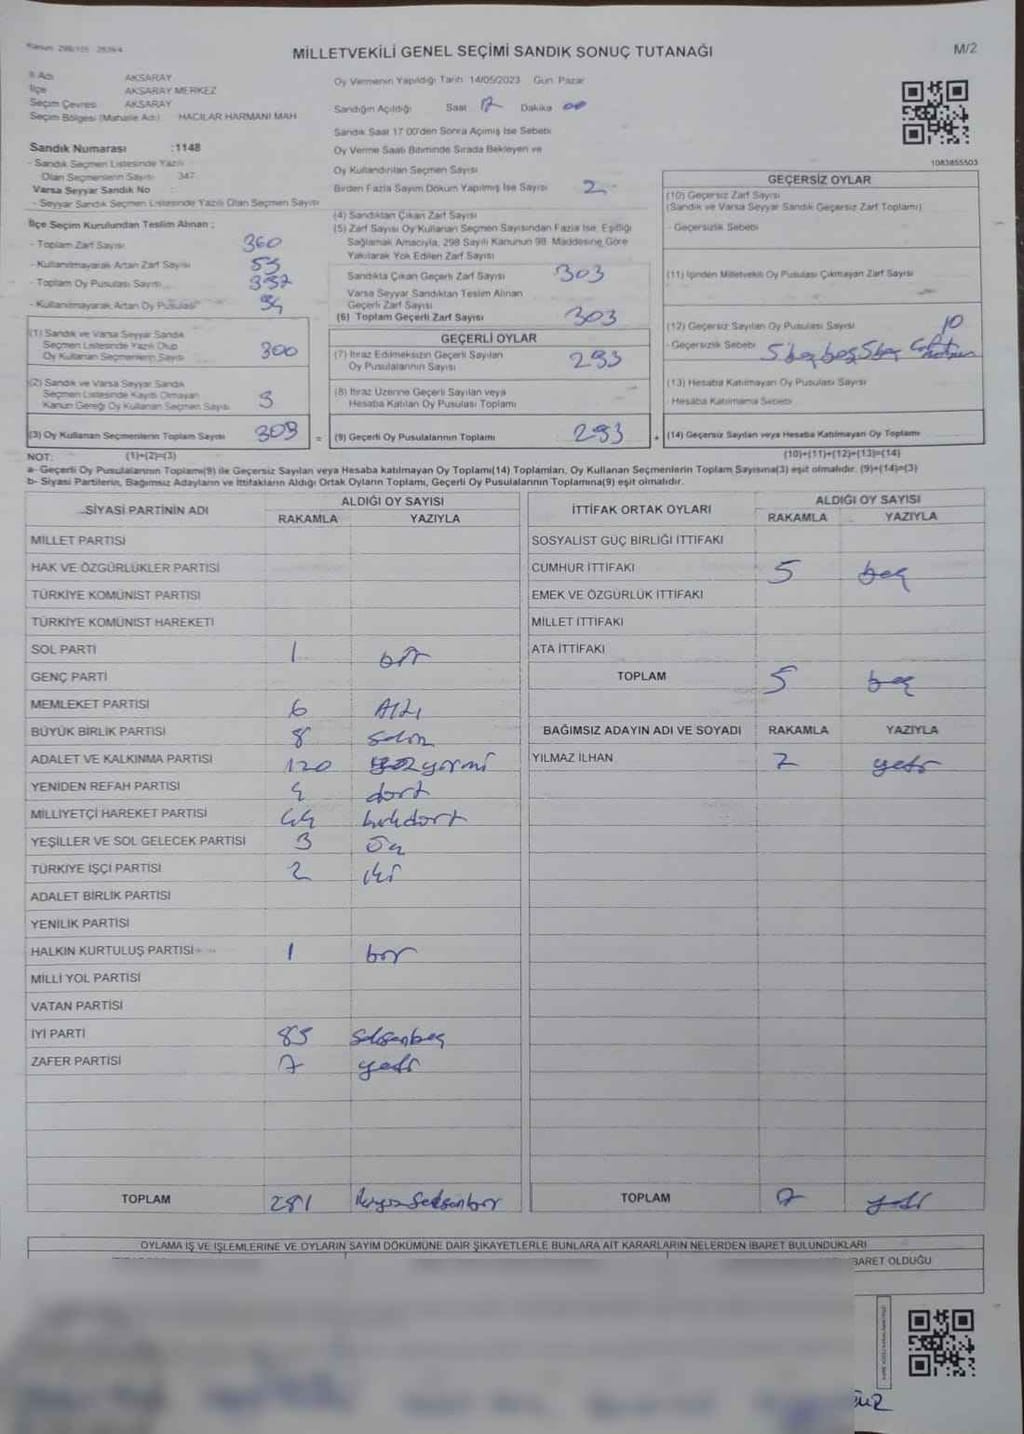 MİLLETVEKİLİ GENEL SEÇİMİ SANDIK SONUÇ TUTANAĞI
M/2
İl Adı AKSARAY
İlçe AKSARAY MERKEZ
Seçim Çevresi AKSARAY
Seçim Bölgesi (Mahalle Adı) HACILAR HARMANI MAH
Sandık Numarası :1148
- Sandık Seçmen Listesinde Yazılı
Olan Seçmenlerin Sayısı 347
Varsa Seyyar Sandık No :
- Seyyar Sandık Seçmen Listesinde Yazılı Olan Seçmen Sayısı
Oy Vermenin Yapıldığı Tarih 14/05/2023 Gün Pazar
Sandığın Açıldığı Saat 17 Dakika 00
Sandık Saat 17 00'den Sonra Açılmış İse Sebebi
Oy Verme Saati Bitiminde Sırada Bekleyen ve
Oy Kullandırılan Seçmen Sayısı
Birden Fazla Sayım Döküm Yapılmış İse Sayısı 2
1083855503
İlçe Seçim Kurulundan Teslim Alınan ;
- Toplam Zarf Sayısı 360
- Kullanılmayarak Artan Zarf Sayısı
- Toplam Oy Pusulası Sayısı
- Kullanılmayarak Artan Oy Pusulası
(1) Sandık ve Varsa Seyyar Sandık
Seçmen Listesinde Yazılı Olup
Oy Kullanan Seçmenlerin Sayısı 300
(2) Sandık ve Varsa Seyyar Sandık
Seçmen Listesinde Kayıtlı Olmayan
Kanun Gereği Oy Kullanan Seçmen Sayısı 3
(3) Oy Kullanan Seçmenlerin Toplam Sayısı 303 =
(4) Sandıktan Çıkan Zarf Sayısı
(5) Zarf Sayısı Oy Kullanan Seçmen Sayısından Fazla İse, Eşitliği
Sağlamak Amacıyla, 298 Sayılı Kanunun 98. Maddesine Göre
Yakılarak Yok Edilen Zarf Sayısı
Sandıkta Çıkan Geçerli Zarf Sayısı 303
Varsa Seyyar Sandıktan Teslim Alınan
Geçerli Zarf Sayısı
(6) Toplam Geçerli Zarf Sayısı 303
GEÇERLİ OYLAR
(7) İtiraz Edilmeksizin Geçerli Sayılan
Oy Pusulalarının Sayısı 293
(8) İtiraz Üzerine Geçerli Sayılan veya
Hesaba Katılan Oy Pusulası Toplamı
(9) Geçerli Oy Pusulalarının Toplamı 293 +
GEÇERSİZ OYLAR
(10) Geçersiz Zarf Sayısı
(Sandık ve Varsa Seyyar Sandık Geçersiz Zarf Toplamı)
- Geçersizlik Sebebi
(11) İçinden Milletvekili Oy Pusulası Çıkmayan Zarf Sayısı
(12) Geçersiz Sayılan Oy Pusulası Sayısı 10
- Geçersizlik Sebebi
(13) Hesaba Katılmayan Oy Pusulası Sayısı
Hesaba Katılmama Sebebi
(14) Geçersiz Sayılan veya Hesaba Katılmayan Oy Toplamı
NOT: (1)+(2)=(3)
(10)+(11)+(12)+(13)=(14)
a- Geçerli Oy Pusulalarının Toplamı(9) ile Geçersiz Sayılan veya Hesaba katılmayan Oy Toplamı(14) Toplamları, Oy Kullanan Seçmenlerin Toplam Sayısına(3) eşit olmalıdır. (9)+(14)=(3)
b- Siyasi Partilerin, Bağımsız Adayların ve İttifakların Aldığı Ortak Oyların Toplamı, Geçerli Oy Pusulalarının Toplamına(9) eşit olmalıdır.
SİYASİ PARTİNİN ADI ALDIĞI OY SAYISI
RAKAMLA YAZIYLA
MİLLET PARTİSİ
HAK VE ÖZGÜRLÜKLER PARTİSİ
TÜRKİYE KOMÜNİST PARTİSİ
TÜRKİYE KOMÜNİST HAREKETİ
SOL PARTİ 1 bir
GENÇ PARTİ
MEMLEKET PARTİSİ 6 Altı
BÜYÜK BİRLİK PARTİSİ 8 sekiz
ADALET VE KALKINMA PARTİSİ 120 yüzyirmi
YENİDEN REFAH PARTİSİ 4 dört
MİLLİYETÇİ HAREKET PARTİSİ 44 kırkdört
YEŞİLLER VE SOL GELECEK PARTİSİ 3 Üç
TÜRKİYE İŞÇİ PARTİSİ 2 iki
ADALET BİRLİK PARTİSİ
YENİLİK PARTİSİ
HALKIN KURTULUŞ PARTİSİ 1 bir
MİLLİ YOL PARTİSİ
VATAN PARTİSİ
İYİ PARTİ 85 seksenbeş
ZAFER PARTİSİ 7 yedi
TOPLAM 281 ikiyüzseksenbir
İTTİFAK ORTAK OYLARI ALDIĞI OY SAYISI
RAKAMLA YAZIYLA
SOSYALİST GÜÇ BİRLİĞİ İTTİFAKI
CUMHUR İTTİFAKI 5 beş
EMEK VE ÖZGÜRLÜK İTTİFAKI
MİLLET İTTİFAKI
ATA İTTİFAKI
TOPLAM 5 beş
BAĞIMSIZ ADAYIN ADI VE SOYADI RAKAMLA YAZIYLA
YILMAZ İLHAN 7 yedi
TOPLAM 7 yedi
OYLAMA İŞ VE İŞLEMLERİNE VE OYLARIN SAYIM DÖKÜMÜNE DAİR ŞİKAYETLERLE BUNLARA AİT KARARLARIN NELERDEN İBARET BULUNDUKLARI
BARET OLDUĞU